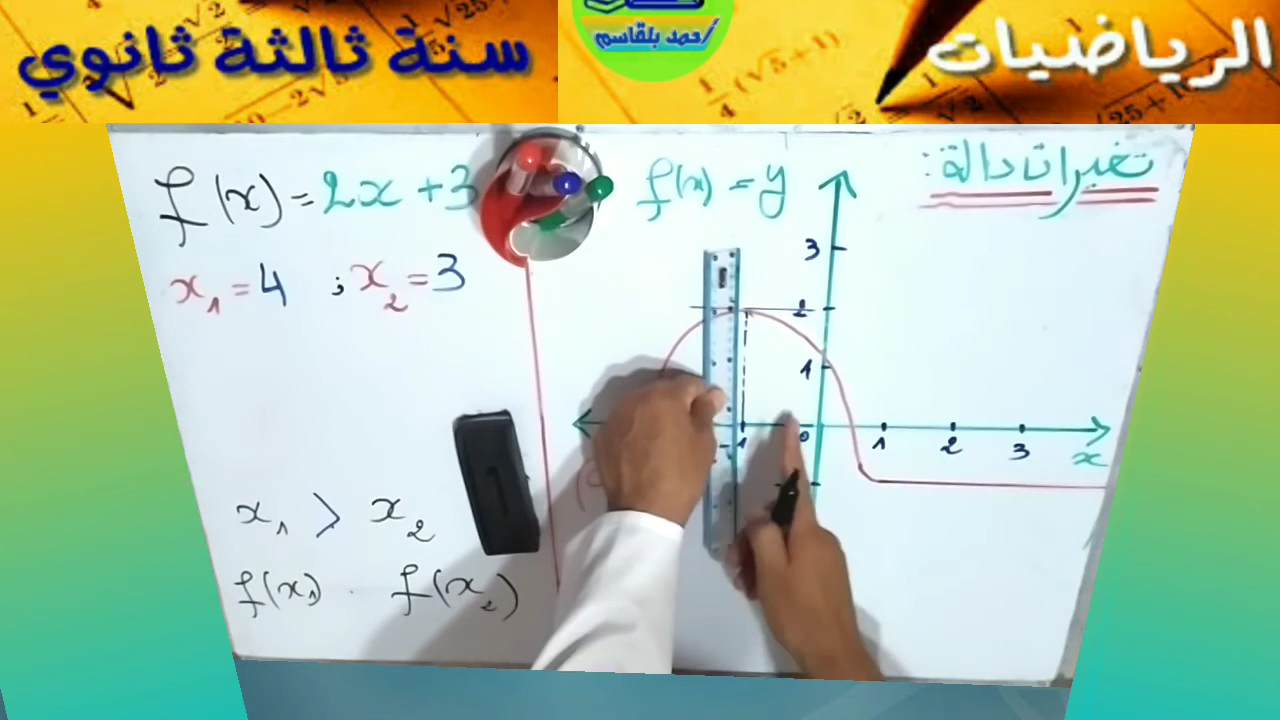 الرياضيات
أحمد بلقاسم
سنة ثالثة ثانوي
تغيرات دالة:
f(x) = y
3
2
1
1 0 1 2 3
x
f(x) = 2x + 3
x₁ = 4 ; x₂ = 3
x₁ > x₂
f(x₁) . f(x₂)